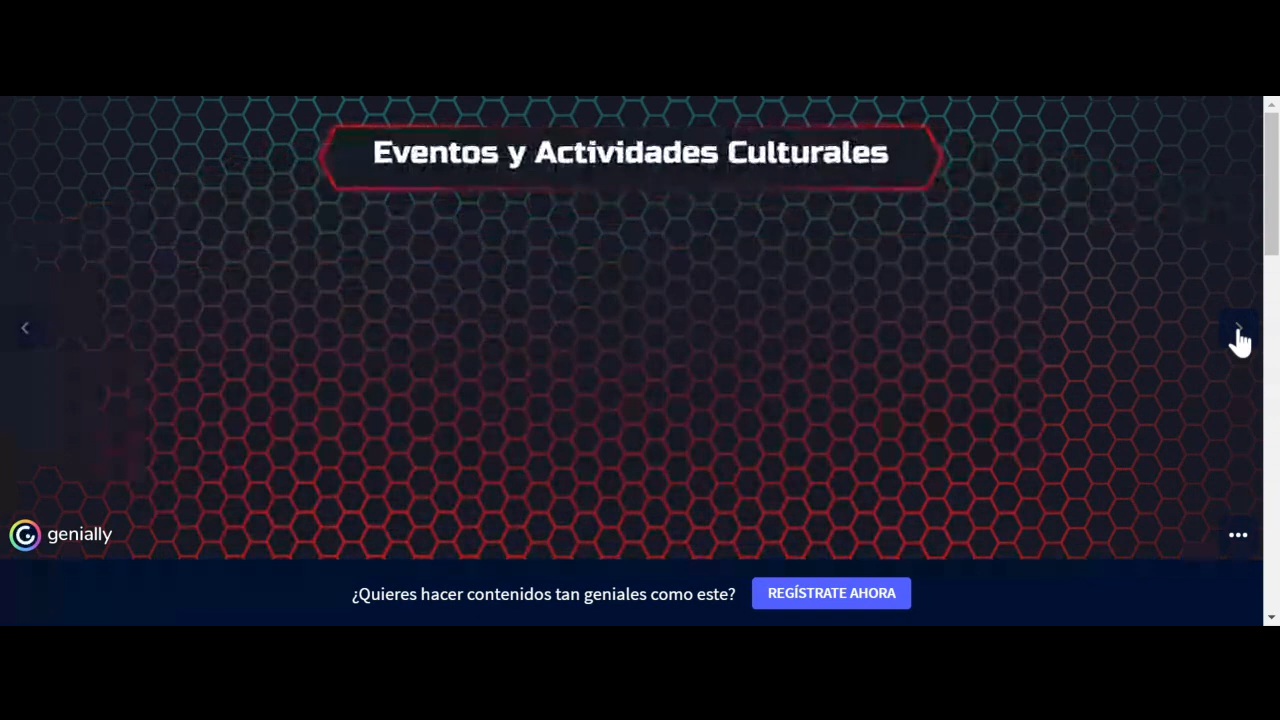 Eventos y Actividades Culturales
genially
¿Quieres hacer contenidos tan geniales como este? REGÍSTRATE AHORA